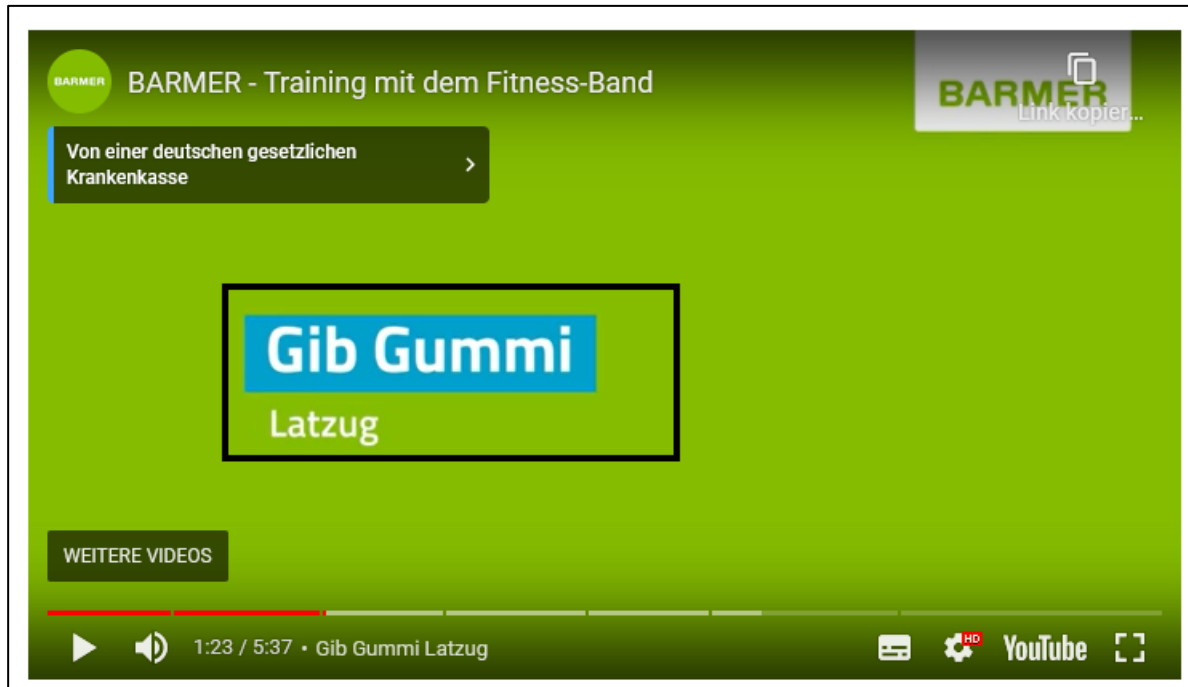 BARMER
BARMER - Training mit dem Fitness-Band
BARMER
Link kopier...
Von einer deutschen gesetzlichen
Krankenkasse
Gib Gummi
Latzug
WEITERE VIDEOS
1:23 / 5:37 • Gib Gummi Latzug
HD
YouTube